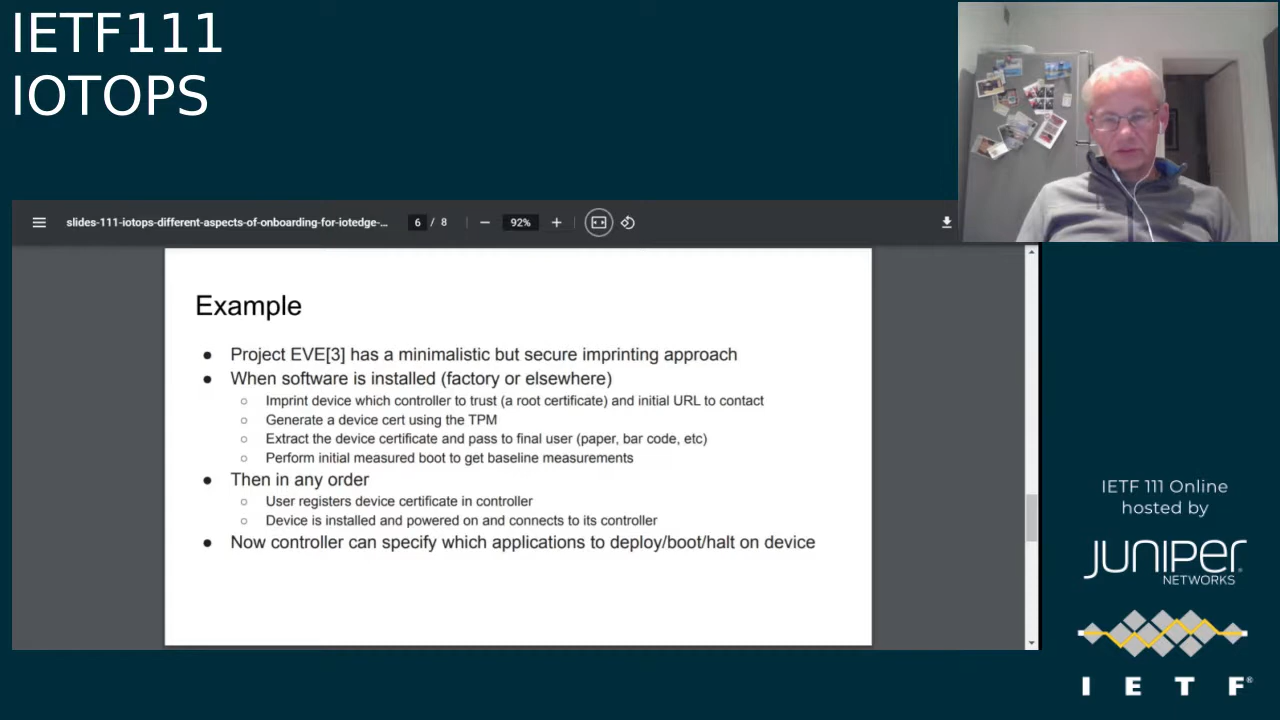 IETF111
IOTOPS
slides-111-iotops-different-aspects-of-onboarding-for-iotedge-...
6 / 8
92%
Example
● Project EVE[3] has a minimalistic but secure imprinting approach
● When software is installed (factory or elsewhere)
○ Imprint device which controller to trust (a root certificate) and initial URL to contact
○ Generate a device cert using the TPM
○ Extract the device certificate and pass to final user (paper, bar code, etc)
○ Perform initial measured boot to get baseline measurements
● Then in any order
○ User registers device certificate in controller
○ Device is installed and powered on and connects to its controller
● Now controller can specify which applications to deploy/boot/halt on device
IETF 111 Online
hosted by
JUNIPER
NETWORKS
I E T F®